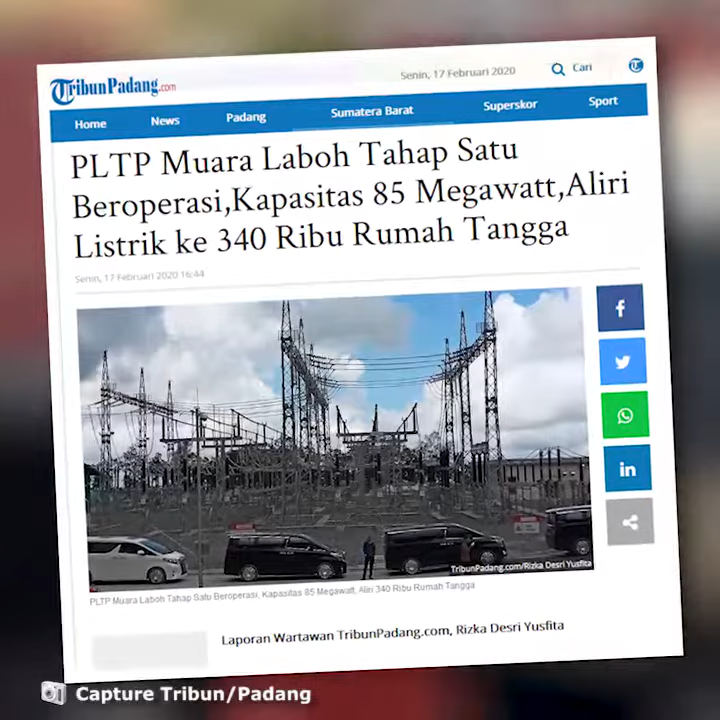 TribunPadang.com
Senin, 17 Februari 2020
Cari
Home News Padang Sumatera Barat Superskor Sport
PLTP Muara Laboh Tahap Satu
Beroperasi,Kapasitas 85 Megawatt,Aliri
Listrik ke 340 Ribu Rumah Tangga
Senin, 17 Februari 2020 16:44
TribunPadang.com/Rizka Desri Yusfita
PLTP Muara Laboh Tahap Satu Beroperasi, Kapasitas 85 Megawatt, Aliri 340 Ribu Rumah Tangga
Laporan Wartawan TribunPadang.com, Rizka Desri Yusfita
Capture Tribun/Padang